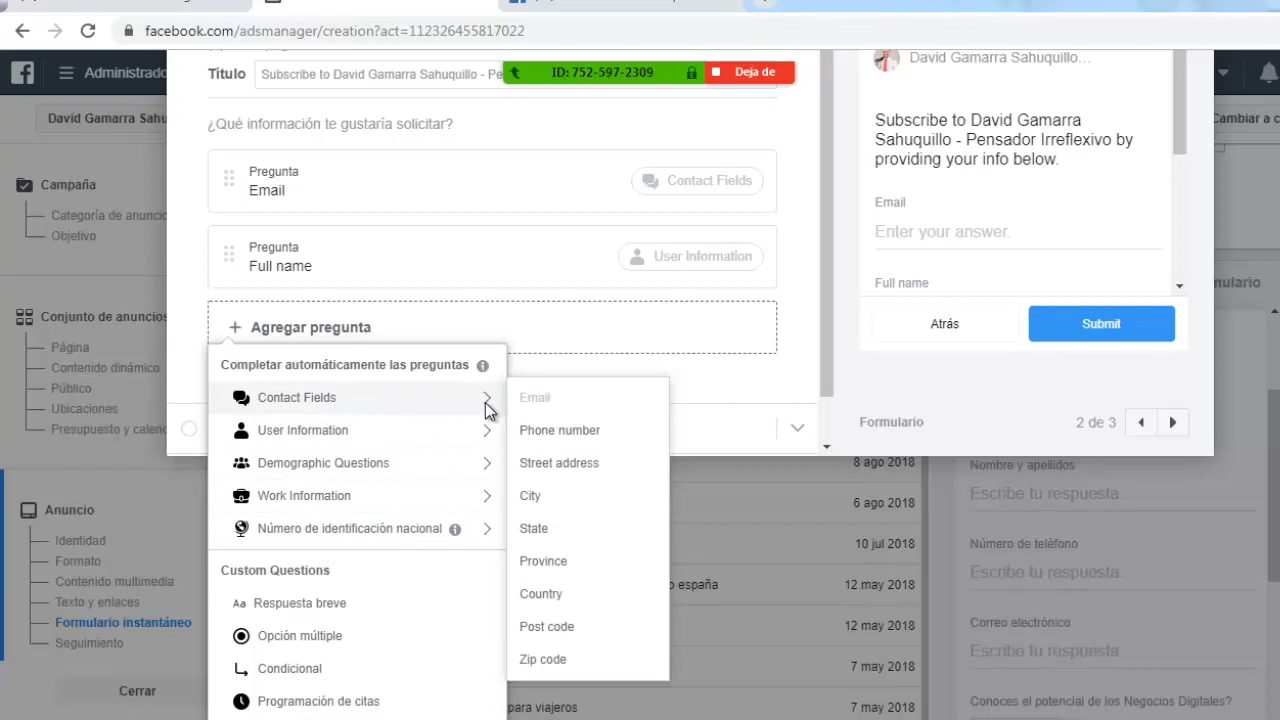 facebook.com/adsmanager/creation?act=112326455817022
Administrado
Título
Subscribe to David Gamarra Sahuquillo - Pe
ID: 752-597-2309
Deja de
David Gamarra Sahuquillo...
David Gamarra Sahu
Cambiar a c
¿Qué información te gustaría solicitar?
Subscribe to David Gamarra
Sahuquillo - Pensador Irreflexivo by
providing your info below.
Campaña
Categoría de anuncio
Objetivo
Pregunta
Email
Contact Fields
Email
Enter your answer.
Pregunta
Full name
User Information
Full name
ulario
Conjunto de anuncios
Página
Contenido dinámico
Público
Ubicaciones
Presupuesto y calend
Agregar pregunta
Atrás
Submit
Completar automáticamente las preguntas
Contact Fields
User Information
Demographic Questions
Work Information
Número de identificación nacional
Custom Questions
Respuesta breve
Opción múltiple
Condicional
Programación de citas
Email
Phone number
Street address
City
State
Province
Country
Post code
Zip code
Formulario
2 de 3
8 ago 2018
6 ago 2018
10 jul 2018
o españa
12 may 2018
12 may 2018
7 may 2018
para viajeros
7 may 2018
Nombre y apellidos
Escribe tu respuesta.
Número de teléfono
Escribe tu respuesta.
Correo electrónico
Escribe tu respuesta.
Conoces el potencial de los Negocios Digitales?
Anuncio
Identidad
Formato
Contenido multimedia
Texto y enlaces
Formulario instantáneo
Seguimiento
Cerrar